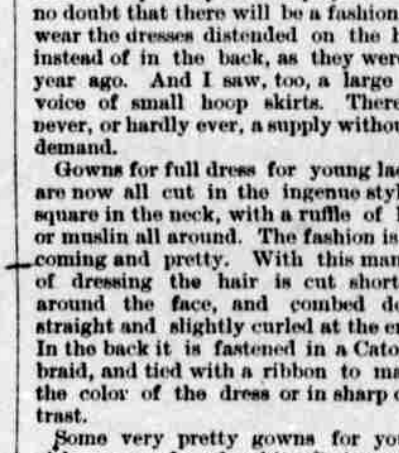 no doubt that there will be a fashion
wear the dresses distended on the
instead of in the back, as they wer
year ago. And I saw, too, a large
voice of small hoop skirts. There
never, or hardly ever, a supply witho
demand.
Gowns for full dress for young la
are now all cut in the ingenue sty
square in the neck, with a ruffle of
or muslin all around. The fashion is
coming and pretty. With this man
of dressing the hair is cut short
around the face, and combed d
straight and slightly curled at the e
In the back it is fastened in a Cato
braid, and tied with a ribbon to ma
the color of the dress or in sharp
trast.
Some very pretty gowns for yo